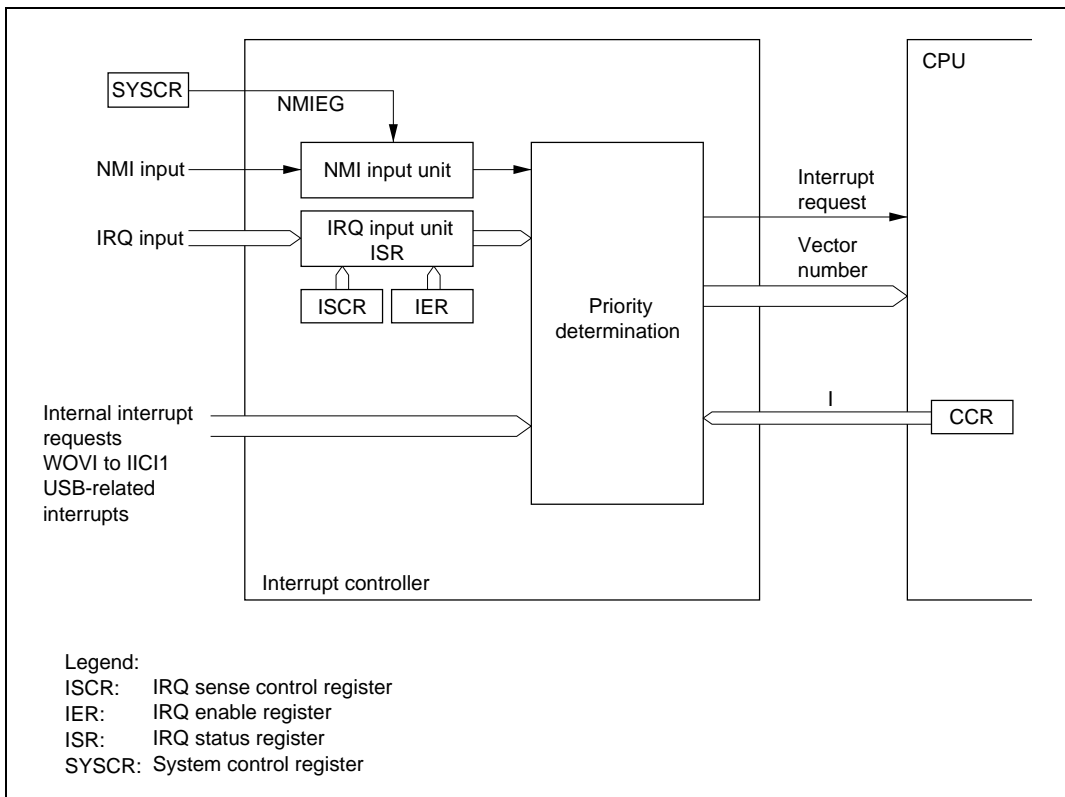 CPU
SYSCR
NMIEG
NMI input
NMI input unit
Interrupt
request
IRQ input
IRQ input unit
ISR
Vector
number
ISCR
IER
Priority
determination
I
CCR
Internal interrupt
requests
WOVI to IICI1
USB-related
interrupts
Interrupt controller
Legend:
ISCR: IRQ sense control register
IER: IRQ enable register
ISR: IRQ status register
SYSCR: System control register